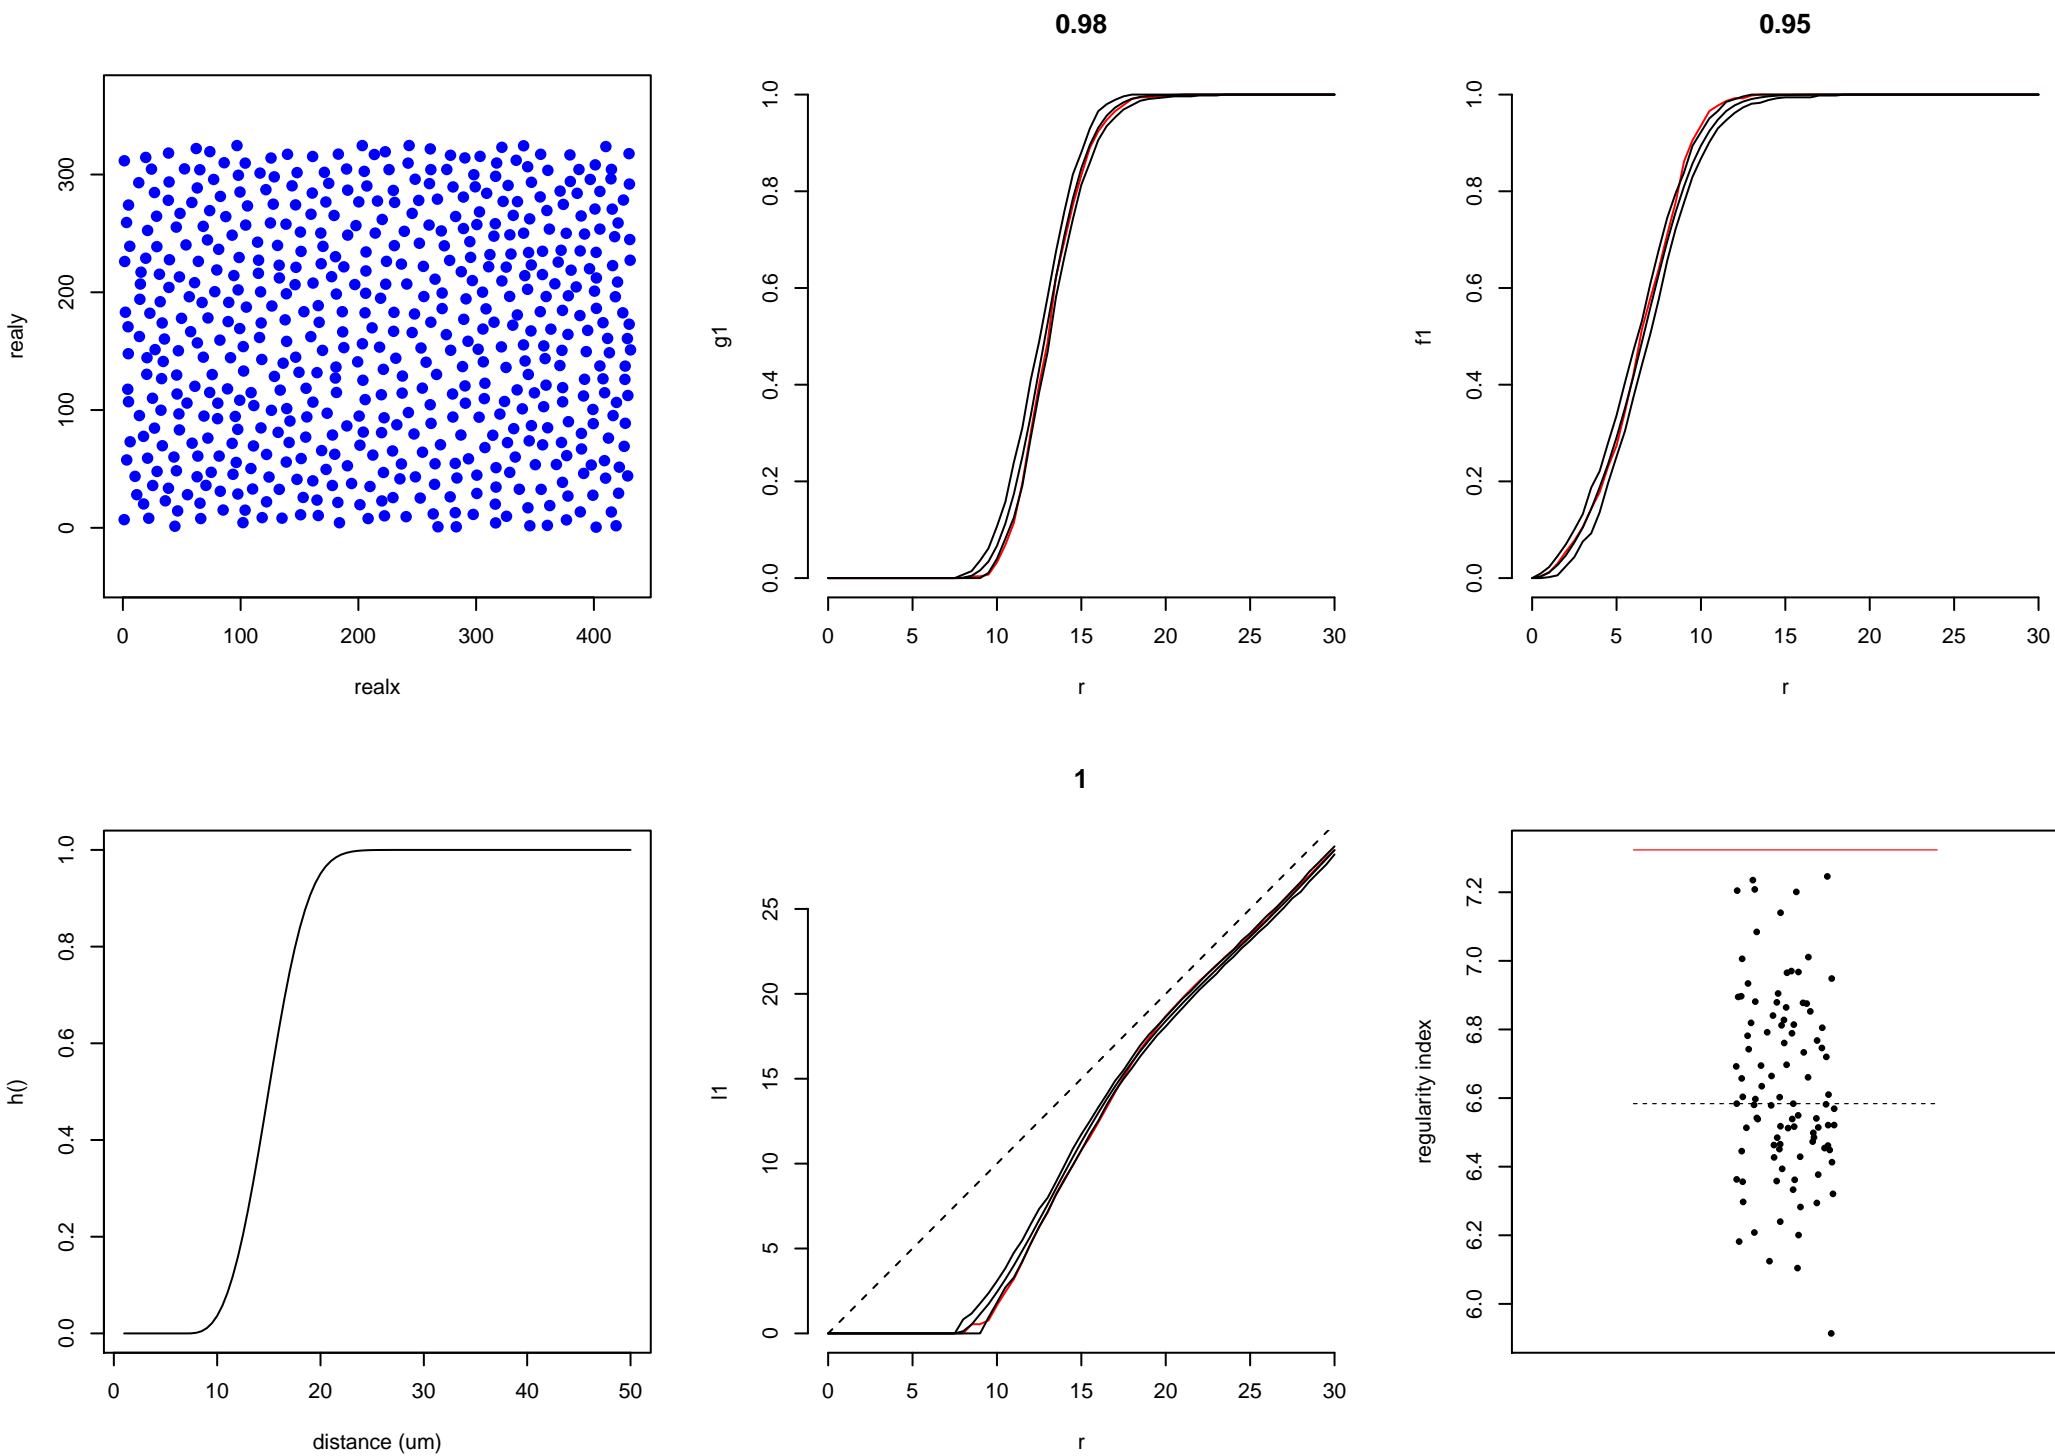 0.98
0.95
realy
0 100 200 300
0 100 200 300 400
realx
g1
0.0 0.2 0.4 0.6 0.8 1.0
0 5 10 15 20 25 30
r
f1
0.0 0.2 0.4 0.6 0.8 1.0
0 5 10 15 20 25 30
r
h()
0.0 0.2 0.4 0.6 0.8 1.0
0 10 20 30 40 50
distance (um)
1
l1
0 5 10 15 20 25
0 5 10 15 20 25 30
r
regularity index
6.0 6.2 6.4 6.6 6.8 7.0 7.2